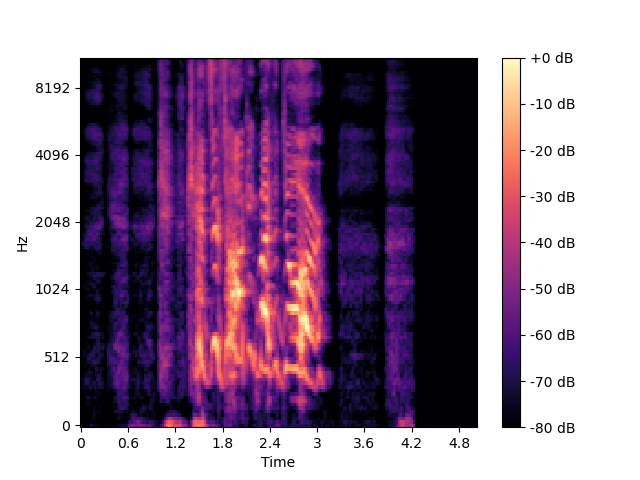 +0 dB
8192
-10 dB
4096
-20 dB
-30 dB
2048
Hz
-40 dB
1024
-50 dB
-60 dB
512
-70 dB
0
-80 dB
0 0.6 1.2 1.8 2.4 3 3.6 4.2 4.8
Time